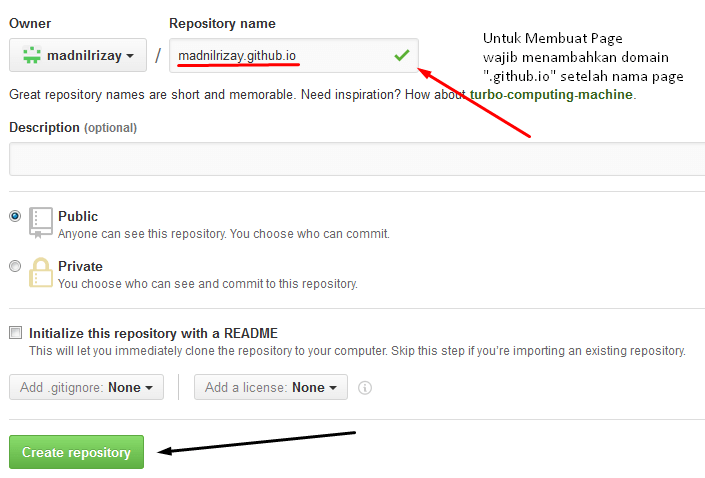 Owner
Repository name
madnilrizay
/
madnilrizay.github.io
Untuk Membuat Page
wajib menambahkan domain
".github.io" setelah nama page
Great repository names are short and memorable. Need inspiration? How about turbo-computing-machine.
Description (optional)
Public
Anyone can see this repository. You choose who can commit.
Private
You choose who can see and commit to this repository.
Initialize this repository with a README
This will let you immediately clone the repository to your computer. Skip this step if you're importing an existing repository.
Add .gitignore: None
Add a license: None
Create repository